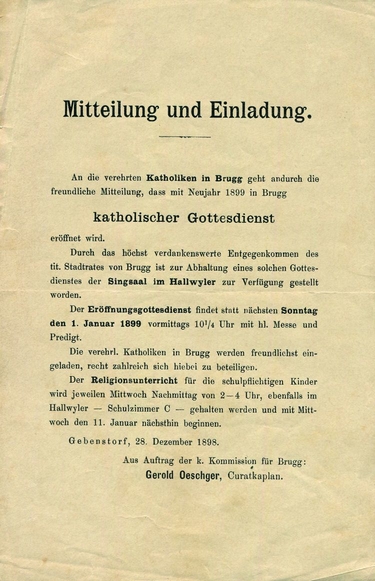 Mitteilung und Einladung.
An die verehrten Katholiken in Brugg geht andurch die
freundliche Mitteilung, dass mit Neujahr 1899 in Brugg
katholischer Gottesdienst
eröffnet wird.
Durch das höchst verdankenswerte Entgegenkommen des
tit. Stadtrates von Brugg ist zur Abhaltung eines solchen Gottes-
dienstes der Singsaal im Hallwyler zur Verfügung gestellt
worden.
Der Eröffnungsgottesdienst findet statt nächsten Sonntag
den 1. Januar 1899 vormittags 10¼ Uhr mit hl. Messe und
Predigt.
Die verehrl. Katholiken in Brugg werden freundlichst ein-
geladen, recht zahlreich sich hiebei zu beteiligen.
Der Religionsunterricht für die schulpflichtigen Kinder
wird jeweilen Mittwoch Nachmittag von 2—4 Uhr, ebenfalls im
Hallwyler — Schulzimmer C — gehalten werden und mit Mitt-
woch den 11. Januar nächsthin beginnen.
Gebenstorf, 28. Dezember 1898.
Aus Auftrag der k. Kommission für Brugg:
Gerold Oeschger, Curatkaplan.